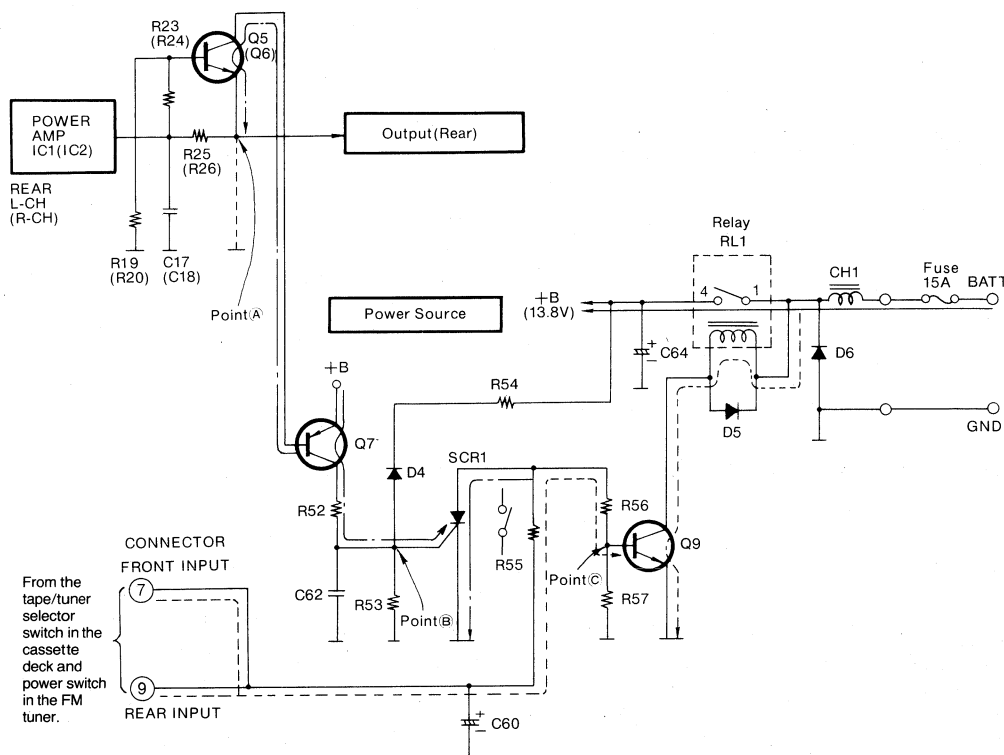 R23
(R24)
Q5
(Q6)
POWER
AMP
IC1(IC2)
Output(Rear)
R25
(R26)
REAR
L-CH
(R-CH)
R19
(R20)
C17
(C18)
PointⒶ
Relay
RL1
4
1
CH1
Fuse
15A
BATT
+B
(13.8V)
Power Source
+
−
C64
D6
+B
R54
D5
GND
Q7
D4
SCR1
R52
R56
Q9
R55
PointⒸ
CONNECTOR
FRONT INPUT
C62
R53
PointⒷ
R57
From the
tape/tuner
selector
switch in the
cassette
deck and
power switch
in the FM
tuner.
7
9
REAR INPUT
+
−
C60